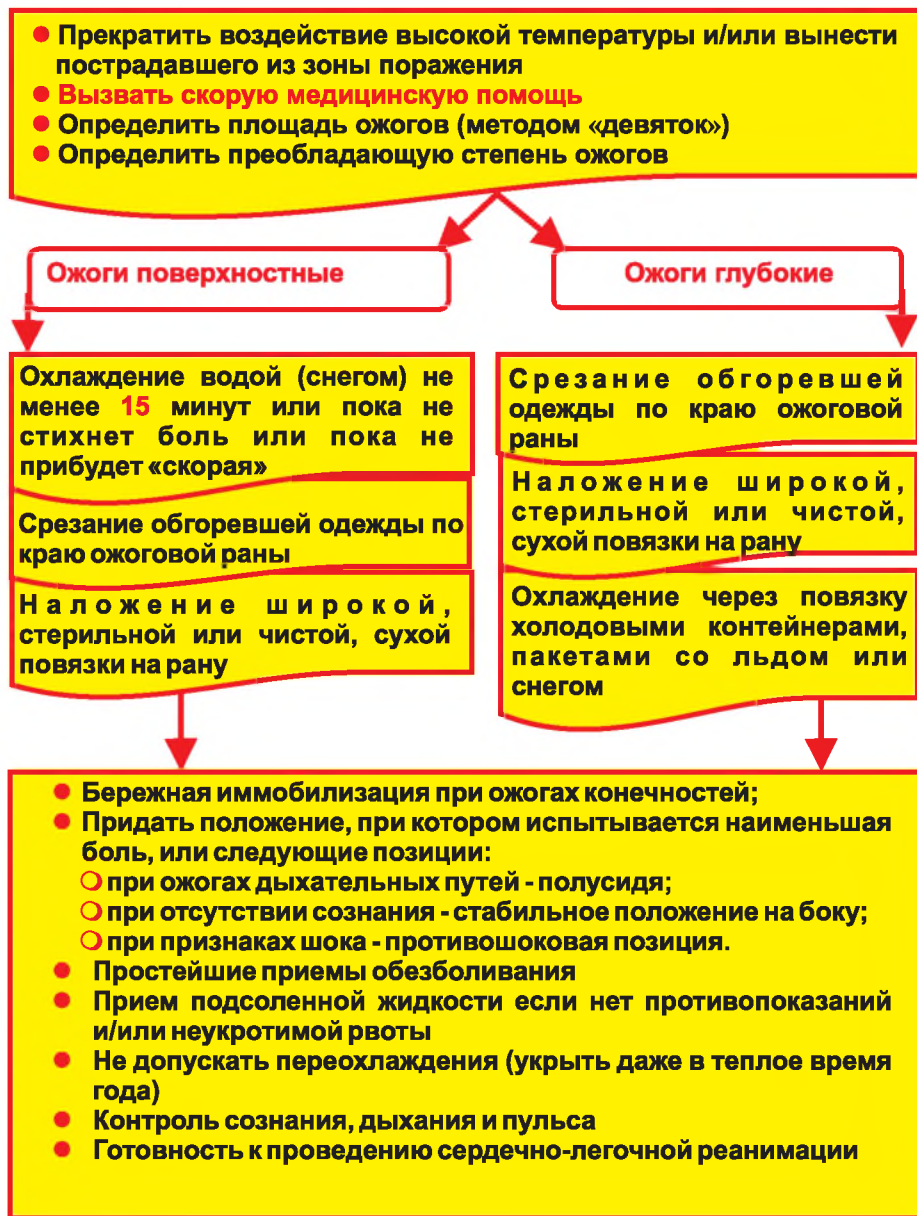 Прекратить воздействие высокой температуры и/или вынести
пострадавшего из зоны поражения
Вызвать скорую медицинскую помощь
Определить площадь ожогов (методом «девяток»)
Определить преобладающую степень ожогов
Ожоги поверхностные
Охлаждение водой (снегом) не
менее 15 минут или пока не
стихнет боль или пока не
прибудет «скорая»
Срезание обгоревшей одежды по
краю ожоговой раны
Наложение широкой,
стерильной или чистой, сухой
повязки на рану
Ожоги глубокие
Срезание обгоревшей
одежды по краю ожоговой
раны
Наложение широкой,
стерильной или чистой,
сухой повязки на рану
Охлаждение через повязку
холодовыми контейнерами,
пакетами со льдом или
снегом
Бережная иммобилизация при ожогах конечностей;
Придать положение, при котором испытывается наименьшая
боль, или следующие позиции:
при ожогах дыхательных путей - полусидя;
при отсутствии сознания - стабильное положение на боку;
при признаках шока - противошоковая позиция.
Простейшие приемы обезболивания
Прием подсоленной жидкости если нет противопоказаний
и/или неукротимой рвоты
Не допускать переохлаждения (укрыть даже в теплое время
года)
Контроль сознания, дыхания и пульса
Готовность к проведению сердечно-легочной реанимации